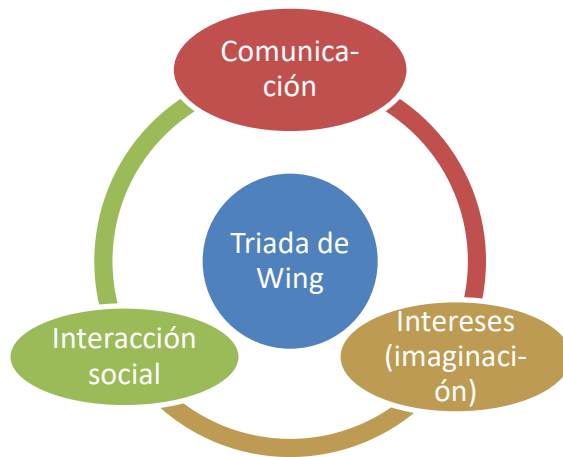 Comunica-
ción
Triada de
Wing
Interacción
social
Intereses
(imaginaci-
ón)